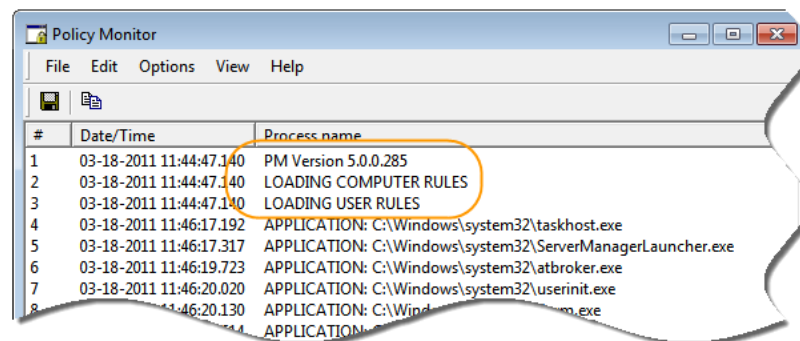 Policy Monitor
File Edit Options View Help
# Date/Time Process name
1 03-18-2011 11:44:47.140 PM Version 5.0.0.285
2 03-18-2011 11:44:47.140 LOADING COMPUTER RULES
3 03-18-2011 11:44:47.140 LOADING USER RULES
4 03-18-2011 11:46:17.192 APPLICATION: C:\Windows\system32\taskhost.exe
5 03-18-2011 11:46:17.317 APPLICATION: C:\Windows\system32\ServerManagerLauncher.exe
6 03-18-2011 11:46:19.723 APPLICATION: C:\Windows\system32\atbroker.exe
7 03-18-2011 11:46:20.020 APPLICATION: C:\Windows\system32\userinit.exe
8 :46:20.130 APPLICATION:
APPLICATION: